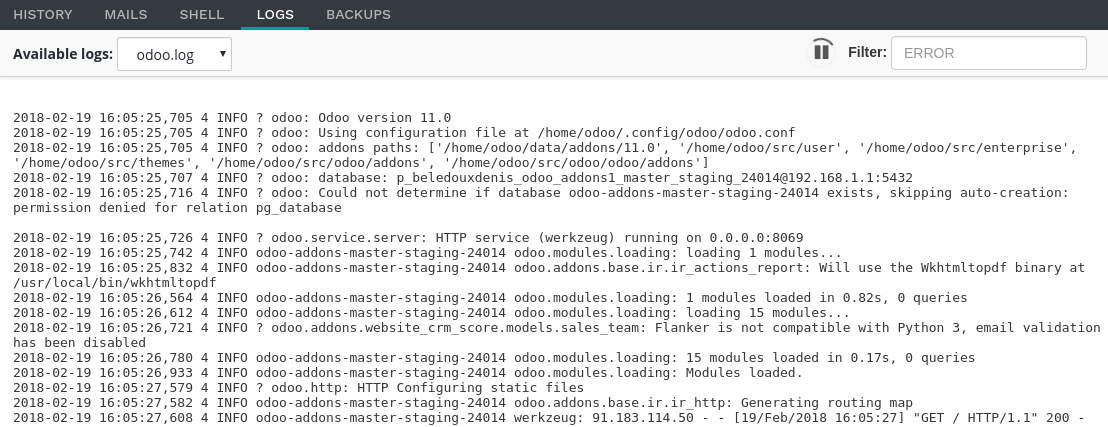 HISTORY MAILS SHELL LOGS BACKUPS
Available logs: odoo.log Filter: ERROR
2018-02-19 16:05:25,705 4 INFO ? odoo: Odoo version 11.0
2018-02-19 16:05:25,705 4 INFO ? odoo: Using configuration file at /home/odoo/.config/odoo/odoo.conf
2018-02-19 16:05:25,705 4 INFO ? odoo: addons paths: ['/home/odoo/data/addons/11.0', '/home/odoo/src/user', '/home/odoo/src/enterprise',
'/home/odoo/src/themes', '/home/odoo/src/odoo/addons', '/home/odoo/src/odoo/odoo/addons']
2018-02-19 16:05:25,707 4 INFO ? odoo: database: p_beledouxdenis_odoo_addons1_master_staging_24014@192.168.1.1:5432
2018-02-19 16:05:25,716 4 INFO ? odoo: Could not determine if database odoo-addons-master-staging-24014 exists, skipping auto-creation:
permission denied for relation pg_database
2018-02-19 16:05:25,726 4 INFO ? odoo.service.server: HTTP service (werkzeug) running on 0.0.0.0:8069
2018-02-19 16:05:25,742 4 INFO odoo-addons-master-staging-24014 odoo.modules.loading: loading 1 modules...
2018-02-19 16:05:25,832 4 INFO odoo-addons-master-staging-24014 odoo.addons.base.ir.ir_actions_report: Will use the Wkhtmltopdf binary at
/usr/local/bin/wkhtmltopdf
2018-02-19 16:05:26,564 4 INFO odoo-addons-master-staging-24014 odoo.modules.loading: 1 modules loaded in 0.82s, 0 queries
2018-02-19 16:05:26,612 4 INFO odoo-addons-master-staging-24014 odoo.modules.loading: loading 15 modules...
2018-02-19 16:05:26,721 4 INFO ? odoo.addons.website_crm_score.models.sales_team: Flanker is not compatible with Python 3, email validation
has been disabled
2018-02-19 16:05:26,780 4 INFO odoo-addons-master-staging-24014 odoo.modules.loading: 15 modules loaded in 0.17s, 0 queries
2018-02-19 16:05:26,933 4 INFO odoo-addons-master-staging-24014 odoo.modules.loading: Modules loaded.
2018-02-19 16:05:27,579 4 INFO ? odoo.http: HTTP Configuring static files
2018-02-19 16:05:27,582 4 INFO odoo-addons-master-staging-24014 odoo.addons.base.ir.ir_http: Generating routing map
2018-02-19 16:05:27,608 4 INFO odoo-addons-master-staging-24014 werkzeug: 91.183.114.50 - - [19/Feb/2018 16:05:27] "GET / HTTP/1.1" 200 -